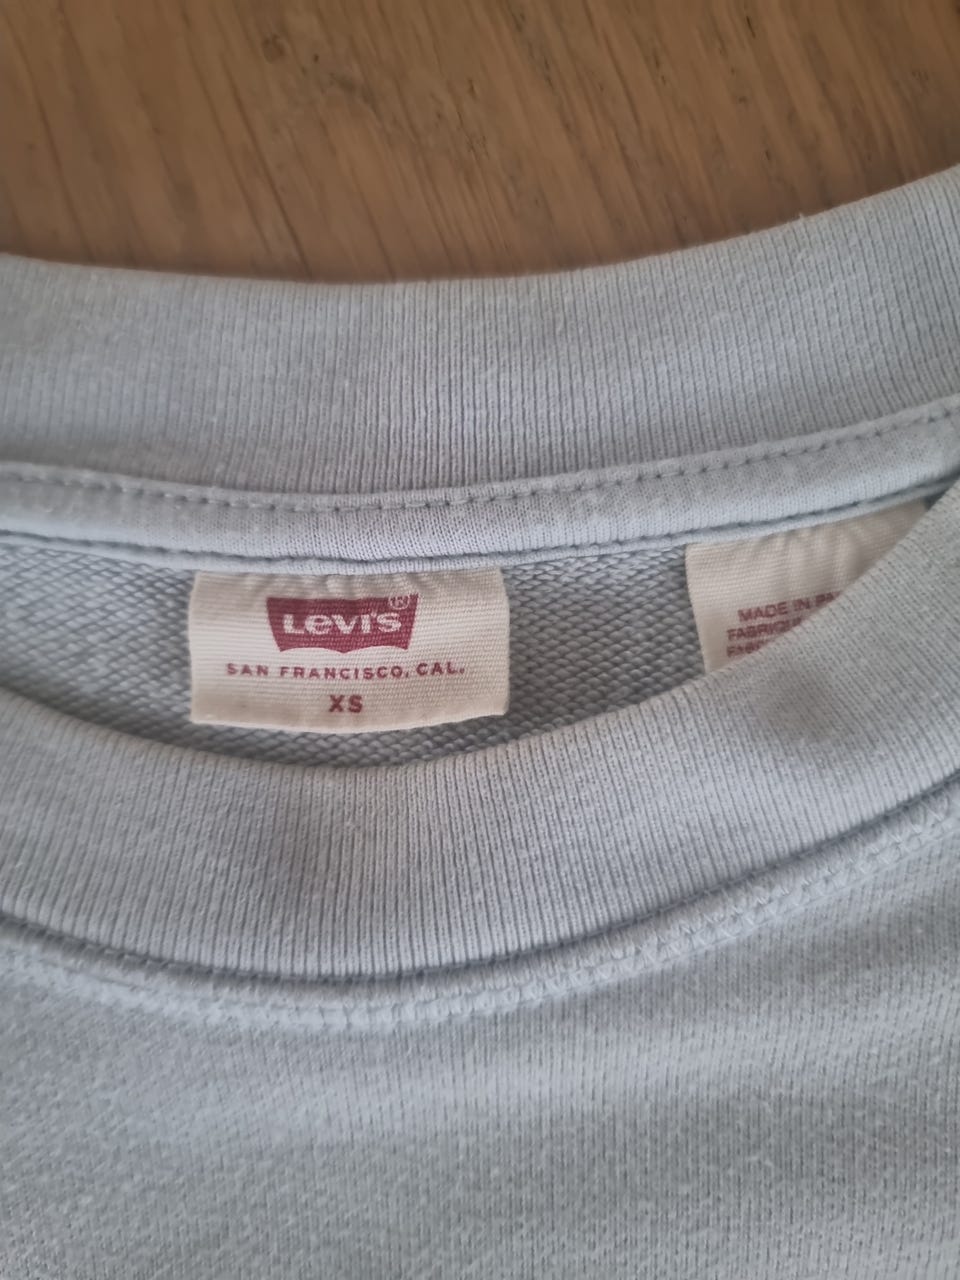 Levi's®
SAN FRANCISCO, CAL.
XS
MADE IN